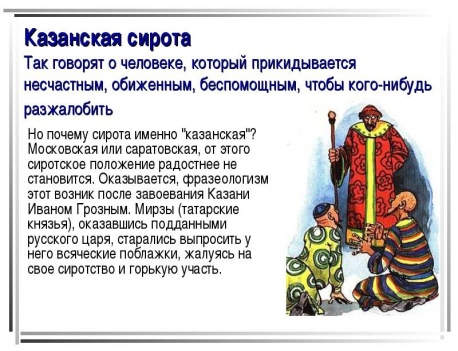 Казанская сирота
Так говорят о человеке, который прикидывается
несчастным, обиженным, беспомощным, чтобы кого-нибудь
разжалобить
Но почему сирота именно "казанская"?
Московская или саратовская, от этого
сиротское положение радостнее не
становится. Оказывается, фразеологизм
этот возник после завоевания Казани
Иваном Грозным. Мирзы (татарские
князья), оказавшись подданными
русского царя, старались выпросить у
него всяческие поблажки, жалуясь на
свое сиротство и горькую участь.